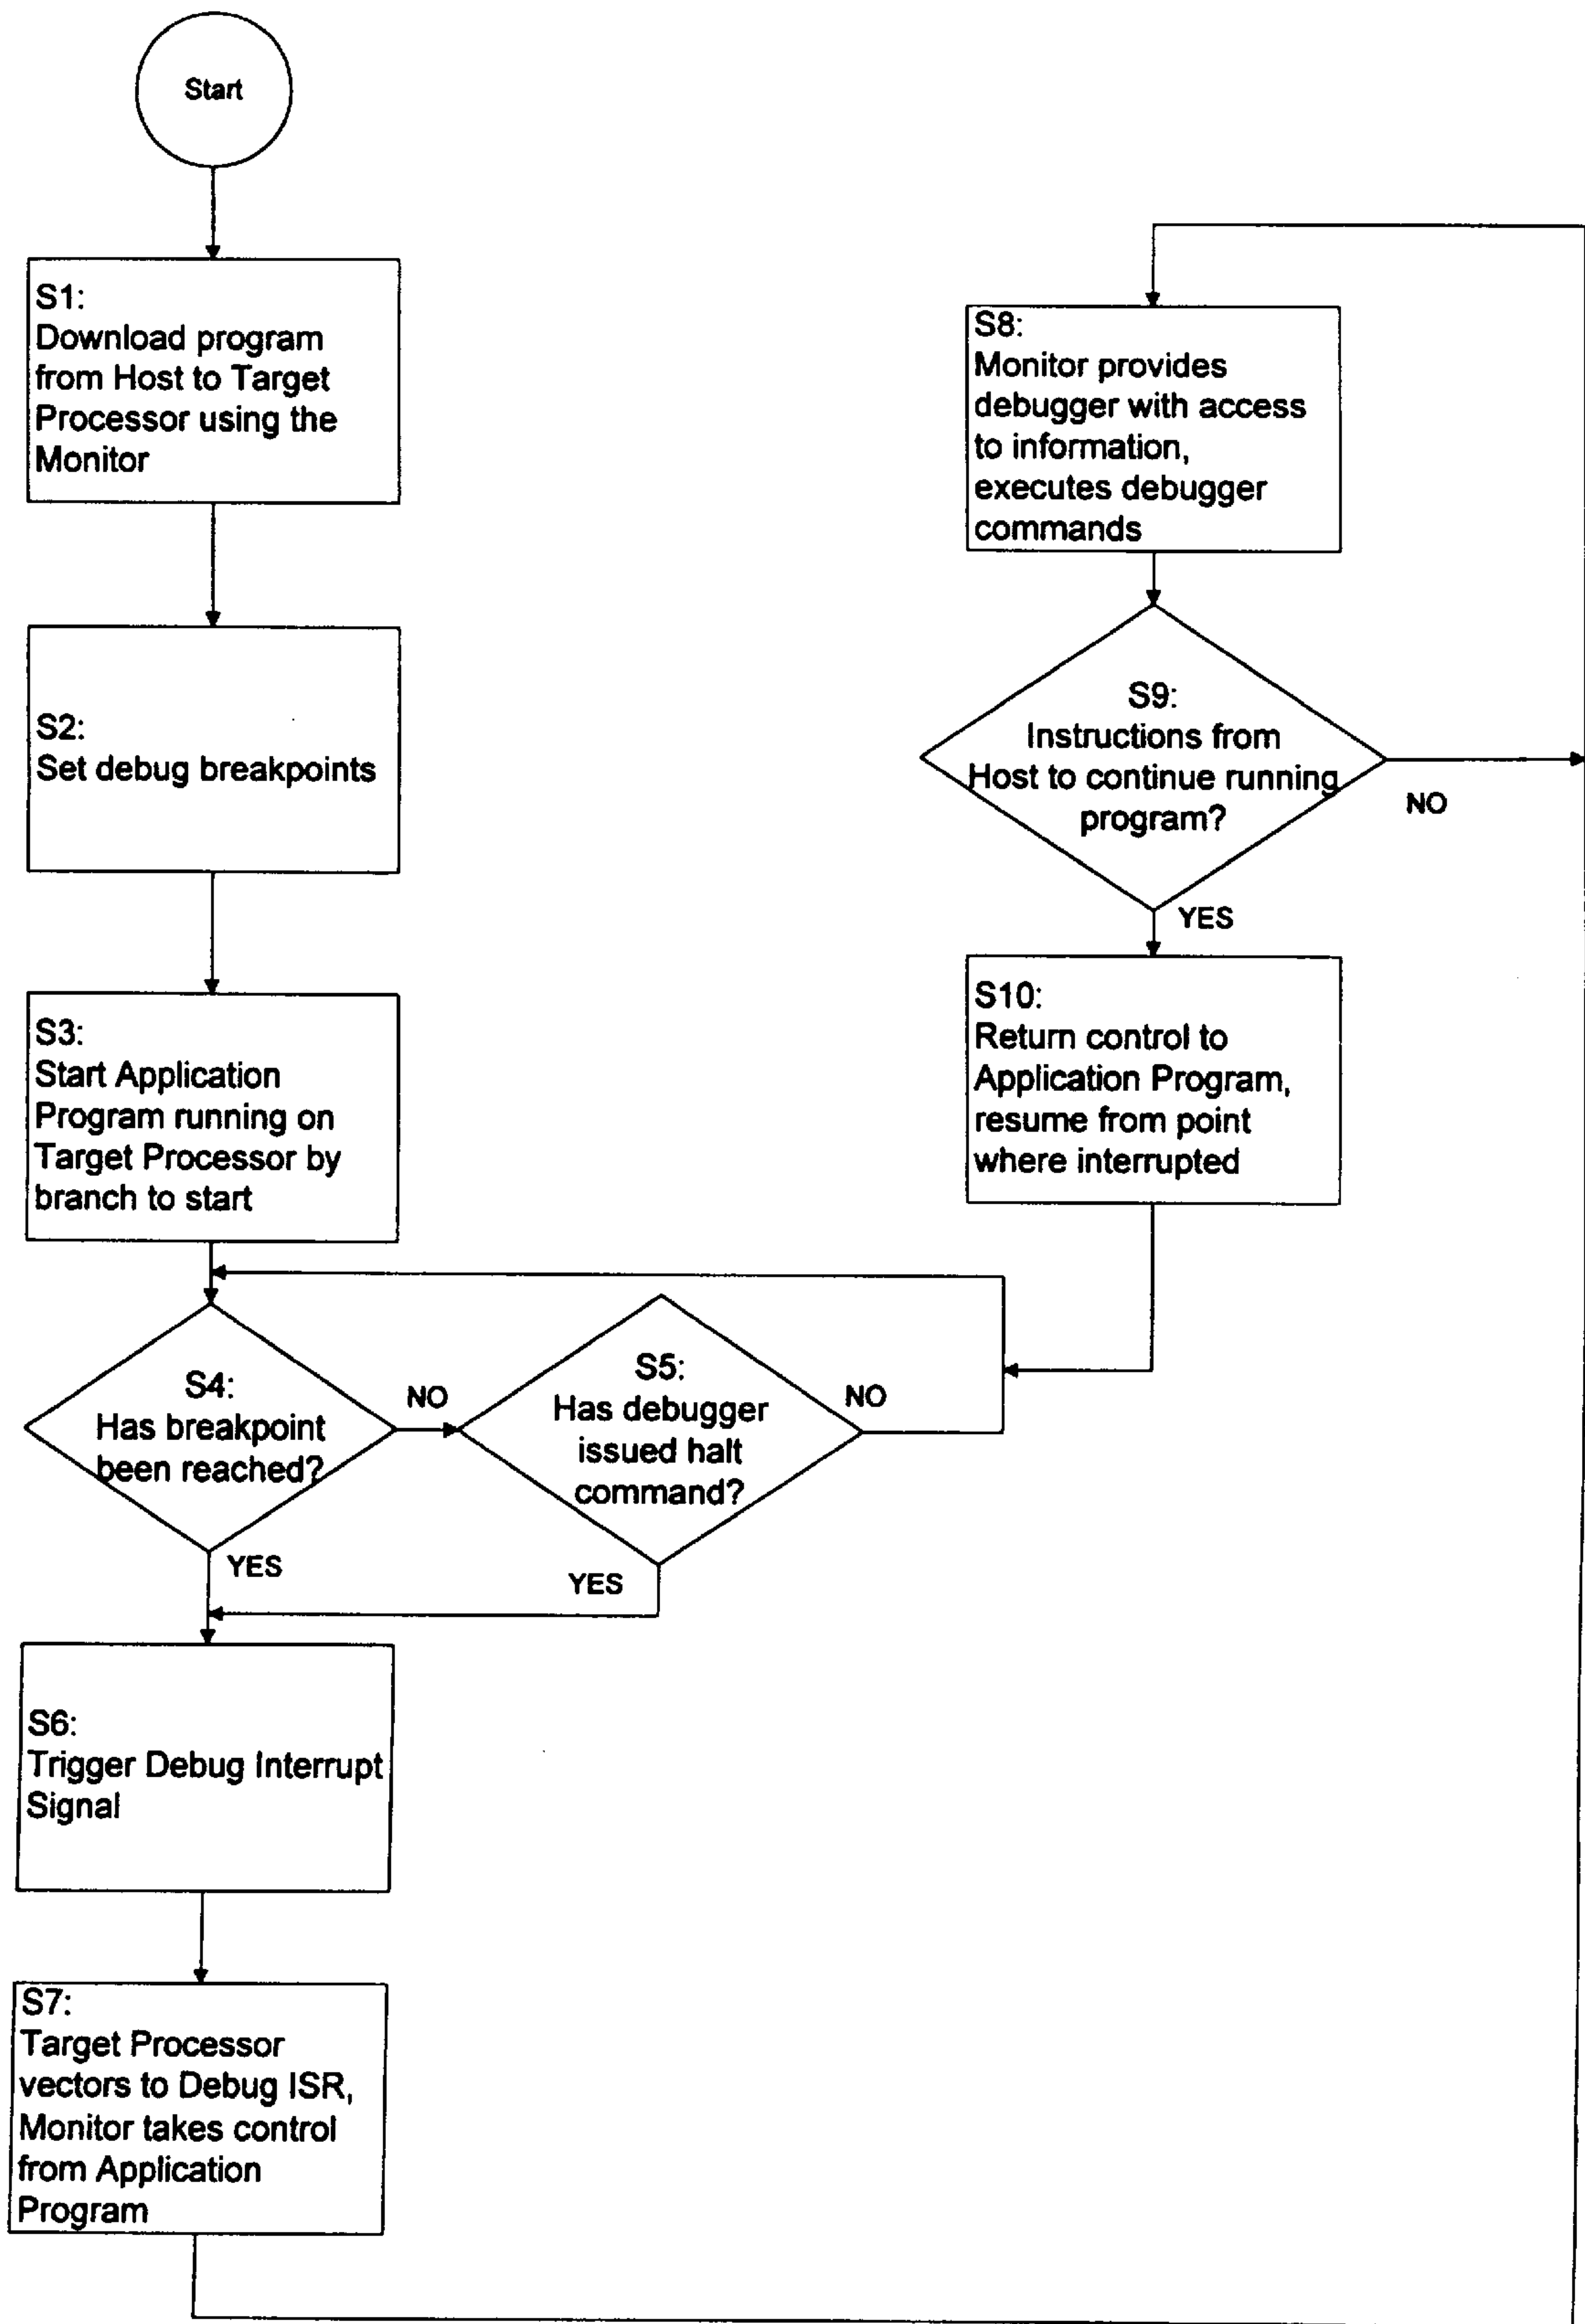 Start
S1:
Download program
from Host to Target
Processor using the
Monitor
S2:
Set debug breakpoints
S3:
Start Application
Program running on
Target Processor by
branch to start
S4:
Has breakpoint
been reached?
NO
YES
S5:
Has debugger
issued halt
command?
NO
YES
S6:
Trigger Debug Interrupt
Signal
S7:
Target Processor
vectors to Debug ISR,
Monitor takes control
from Application
Program
S8:
Monitor provides
debugger with access
to information,
executes debugger
commands
S9:
Instructions from
Host to continue running
program?
NO
YES
S10:
Return control to
Application Program,
resume from point
where interrupted